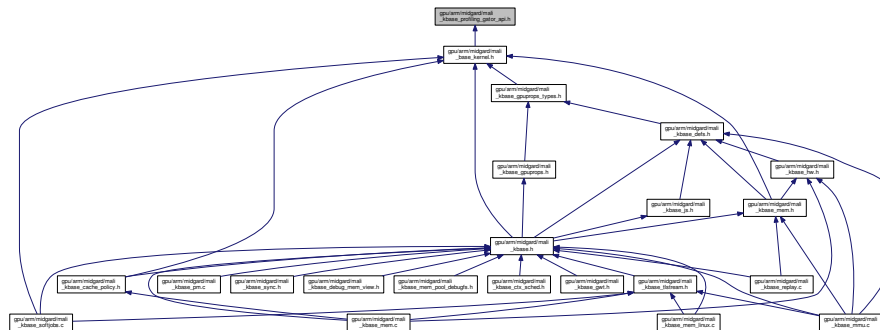 gpu/arm/midgard/mali
_kbase_profiling_gator_api.h
gpu/arm/midgard/mali
_base_kernel.h
gpu/arm/midgard/mali
_kbase_gpuprops_types.h
gpu/arm/midgard/mali
_kbase_defs.h
gpu/arm/midgard/mali
_kbase_gpuprops.h
gpu/arm/midgard/mali
_kbase_hw.h
gpu/arm/midgard/mali
_kbase_js.h
gpu/arm/midgard/mali
_kbase_mem.h
gpu/arm/midgard/mali
_kbase.h
gpu/arm/midgard/mali
_kbase_cache_policy.h
gpu/arm/midgard/mali
_kbase_pm.c
gpu/arm/midgard/mali
_kbase_sync.h
gpu/arm/midgard/mali
_kbase_debug_mem_view.h
gpu/arm/midgard/mali
_kbase_mem_pool_debugfs.h
gpu/arm/midgard/mali
_kbase_ctx_sched.h
gpu/arm/midgard/mali
_kbase_gwt.h
gpu/arm/midgard/mali
_kbase_tlstream.h
gpu/arm/midgard/mali
_kbase_replay.c
gpu/arm/midgard/mali
_kbase_softjobs.c
gpu/arm/midgard/mali
_kbase_mem.c
gpu/arm/midgard/mali
_kbase_mem_linux.c
gpu/arm/midgard/mali
_kbase_mmu.c